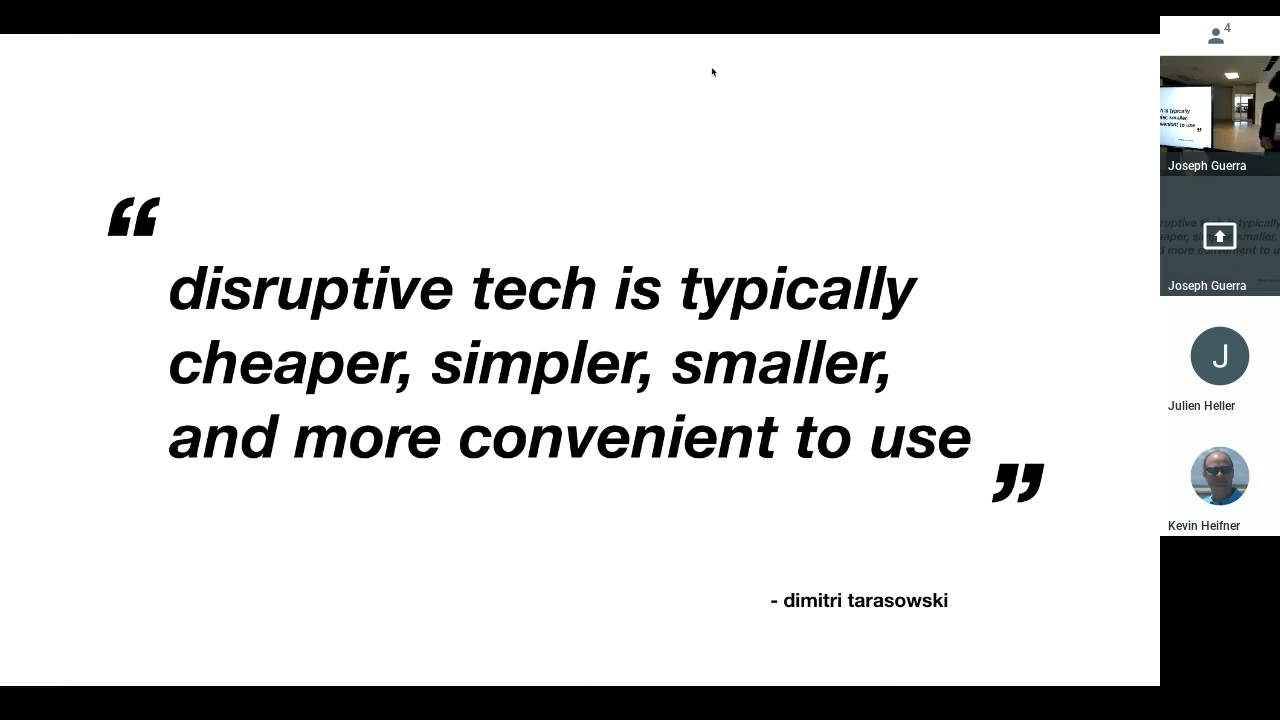 “
disruptive tech is typically
cheaper, simpler, smaller,
and more convenient to use
”
- dimitri tarasowski
4
Joseph Guerra
Joseph Guerra
J
Julien Heller
Kevin Heifner